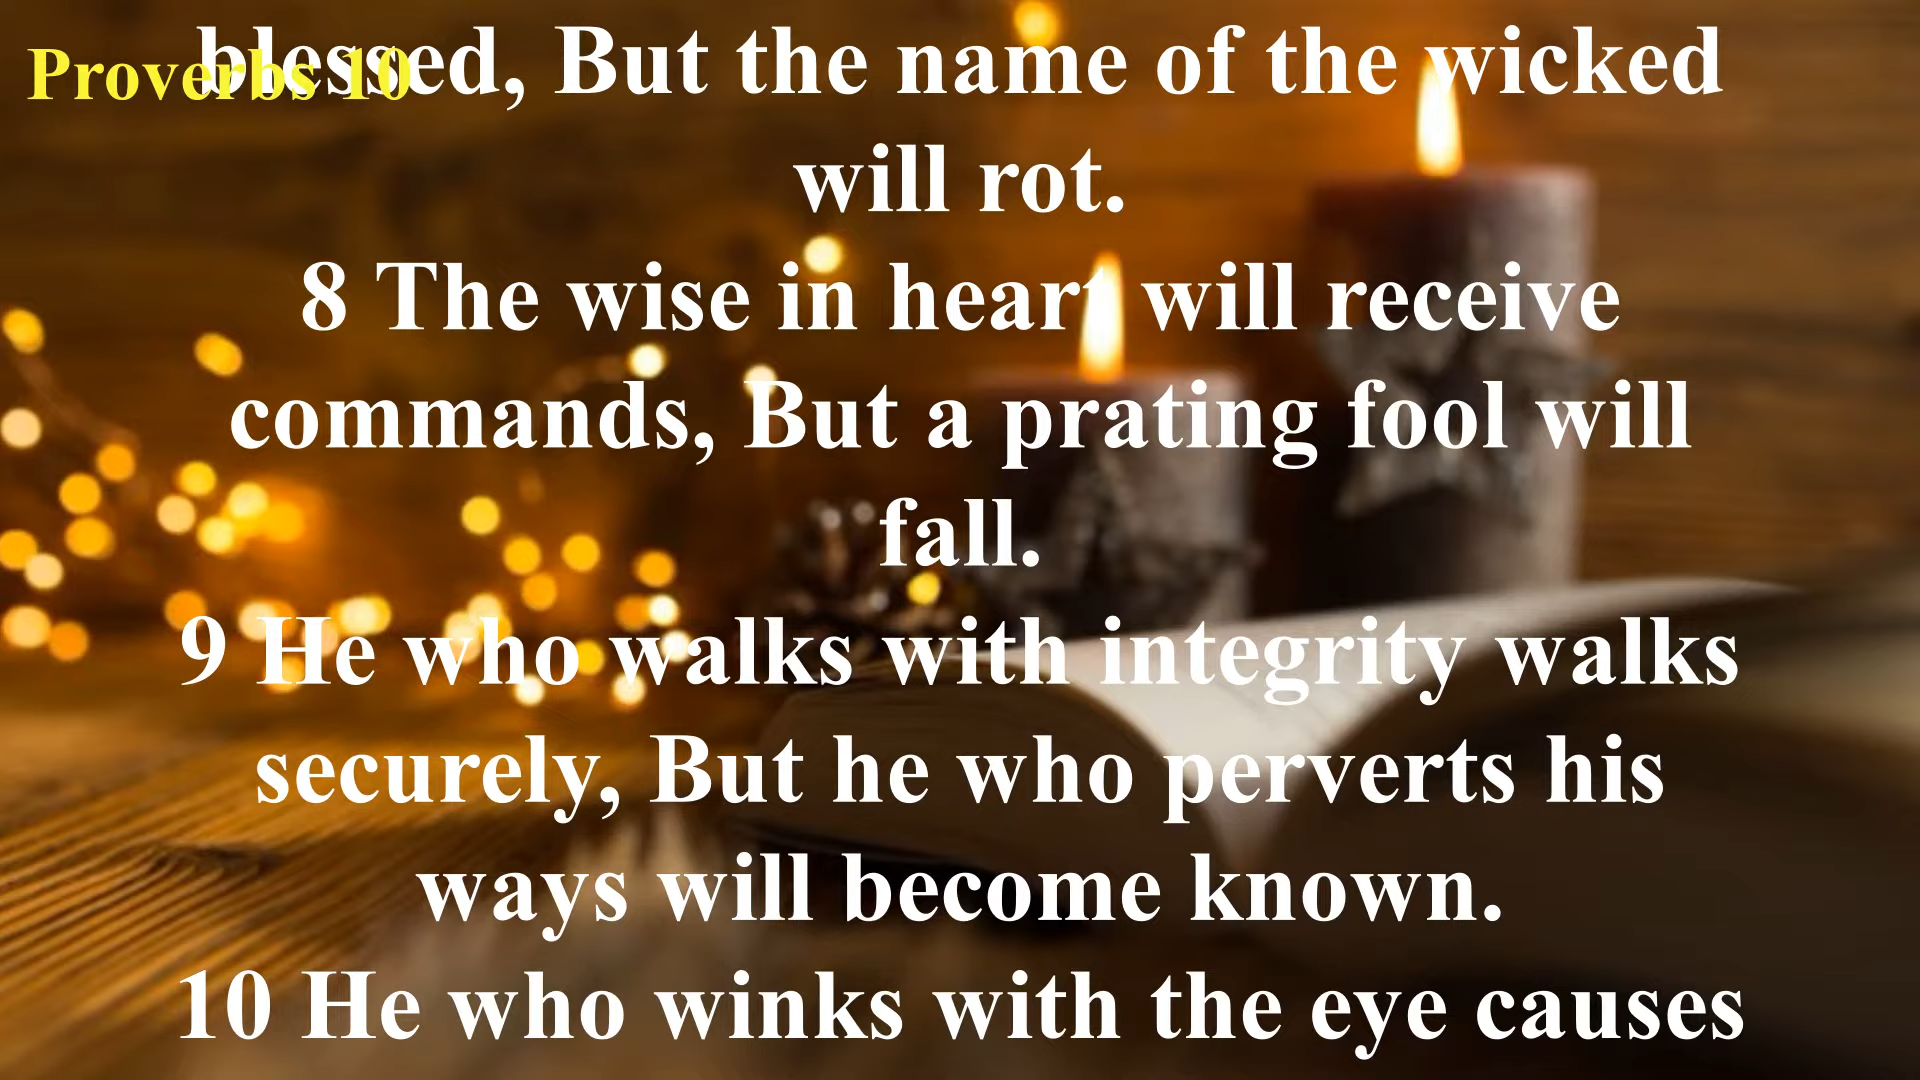 Proverbs 10
blessed, But the name of the wicked
will rot.
8 The wise in heart will receive
commands, But a prating fool will
fall.
9 He who walks with integrity walks
securely, But he who perverts his
ways will become known.
10 He who winks with the eye causes